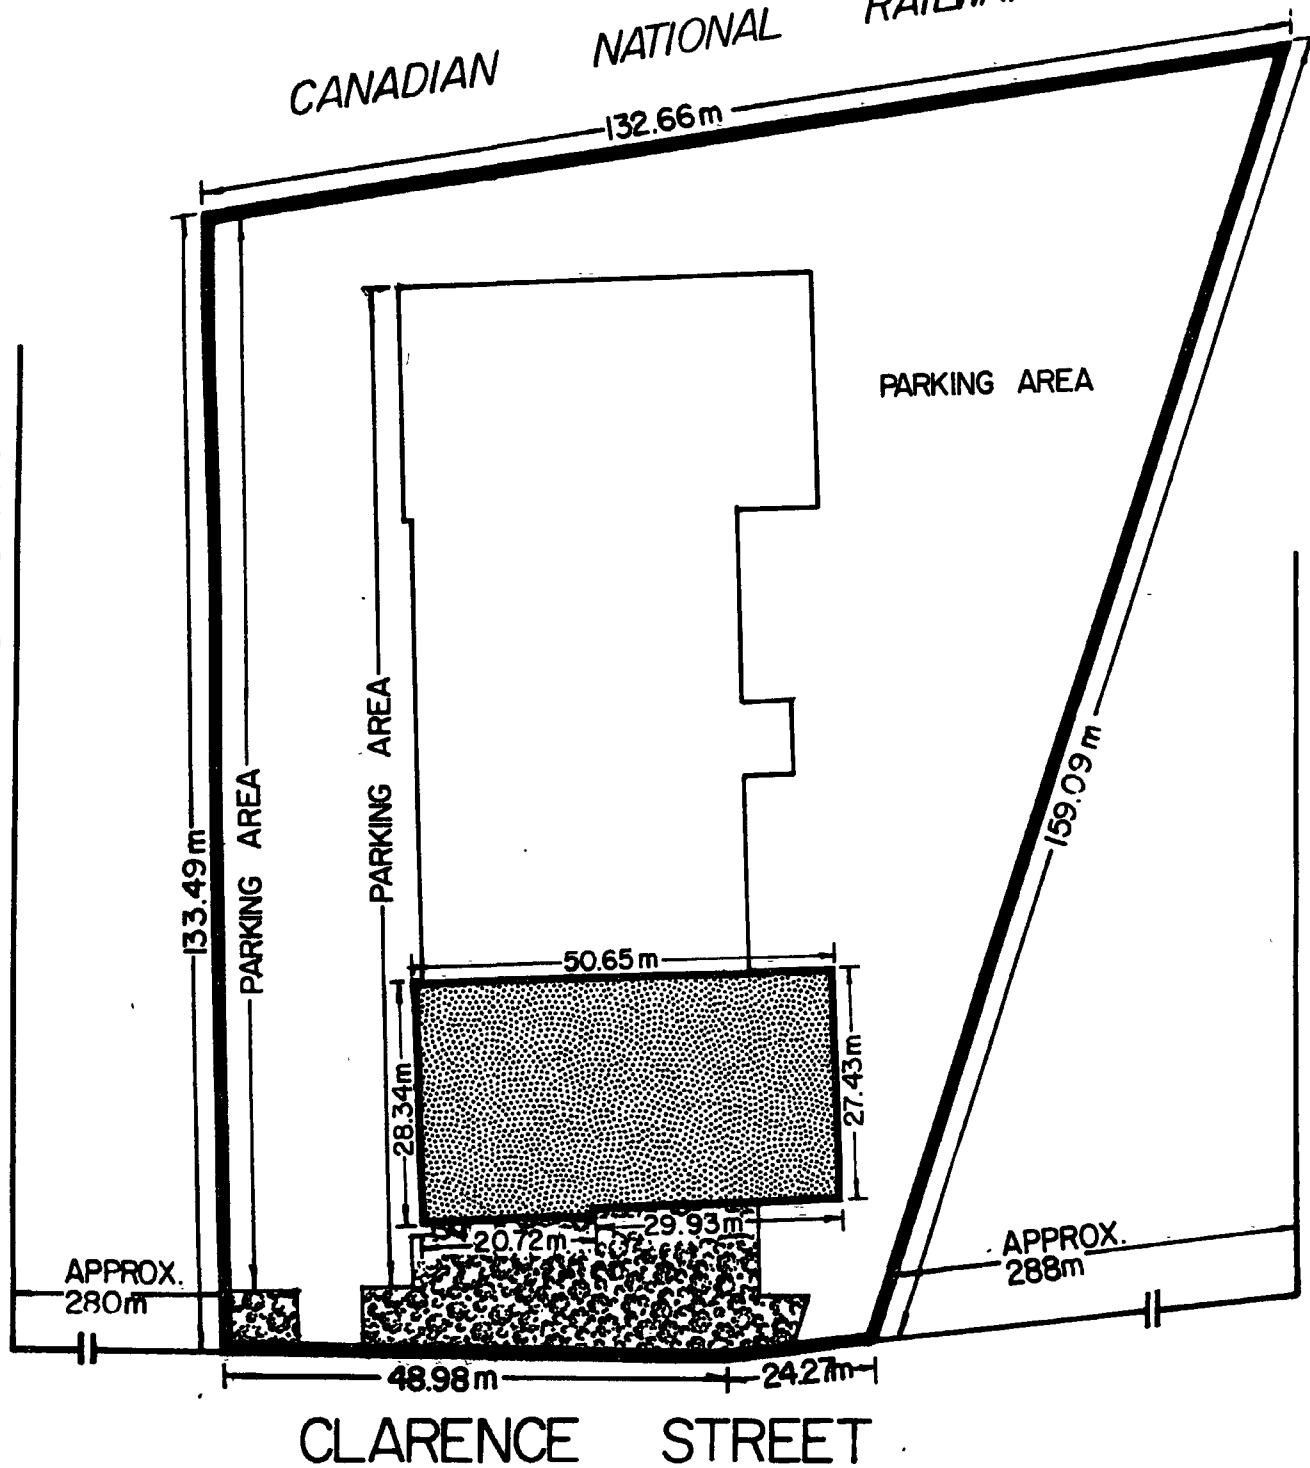 CANADIAN NATIONAL
132.66m
PARKING AREA
PARKING AREA
PARKING AREA
133.49m
159.09m
50.65m
28.34m
27.43m
20.72m
29.93m
APPROX.
280m
APPROX.
288m
48.98m
24.27m
CLARENCE STREET